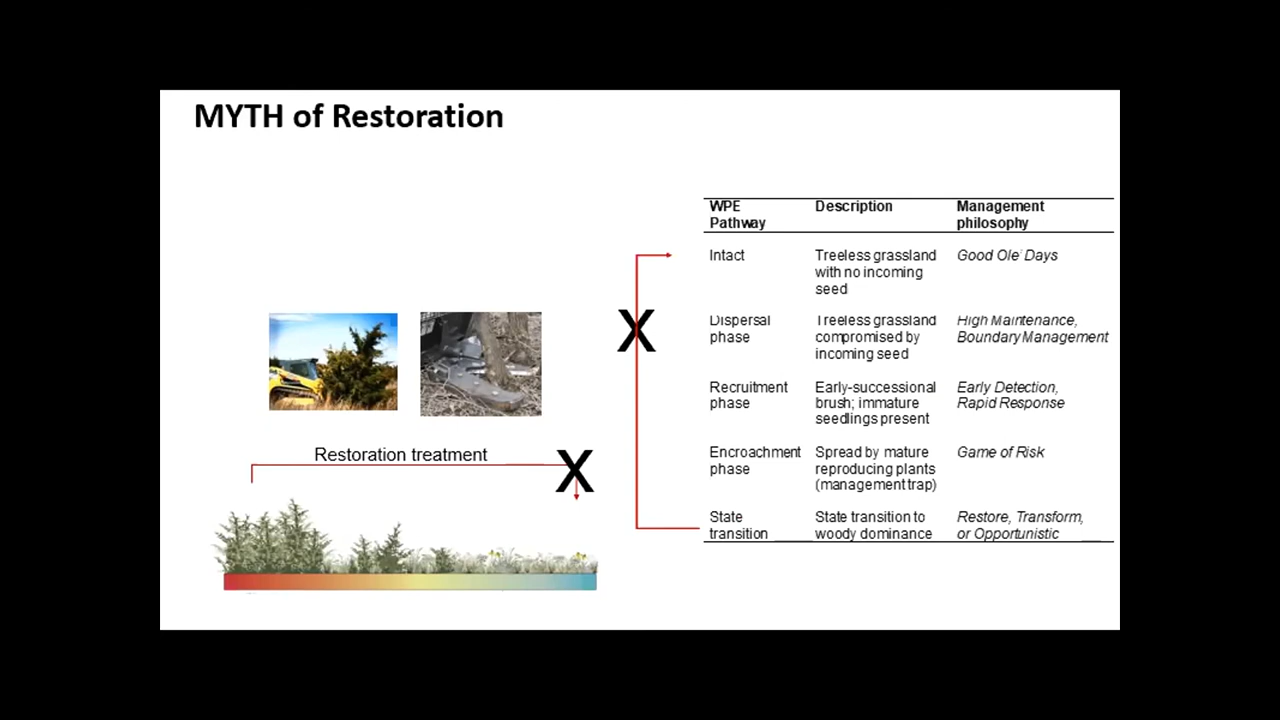 MYTH of Restoration
Restoration treatment
X
X
WPE Pathway Description Management philosophy
Intact Treeless grassland with no incoming seed Good Ole' Days
Dispersal phase Treeless grassland compromised by incoming seed High Maintenance, Boundary Management
Recruitment phase Early-successional brush; immature seedlings present Early Detection, Rapid Response
Encroachment phase Spread by mature reproducing plants (management trap) Game of Risk
State transition State transition to woody dominance Restore, Transform, or Opportunistic